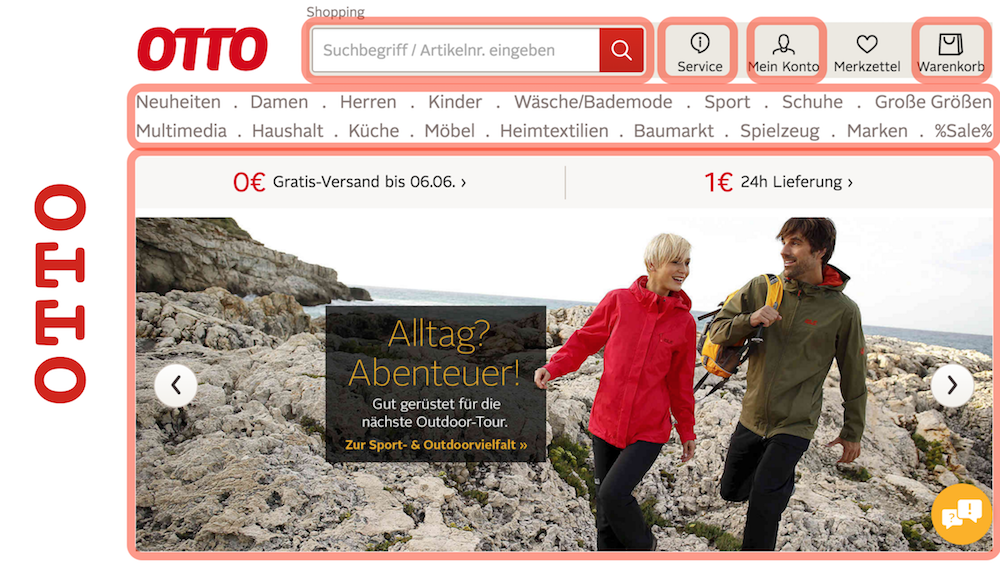 Shopping
OTTO
Suchbegriff / Artikelnr. eingeben
Service
Mein Konto
Merkzettel
Warenkorb
Neuheiten . Damen . Herren . Kinder . Wäsche/Bademode . Sport . Schuhe . Große Größen
Multimedia . Haushalt . Küche . Möbel . Heimtextilien . Baumarkt . Spielzeug . Marken . %Sale%
0€ Gratis-Versand bis 06.06. ›
1€ 24h Lieferung ›
OTTO
Alltag?
Abenteuer!
Gut gerüstet für die
nächste Outdoor-Tour.
Zur Sport- & Outdoorvielfalt »